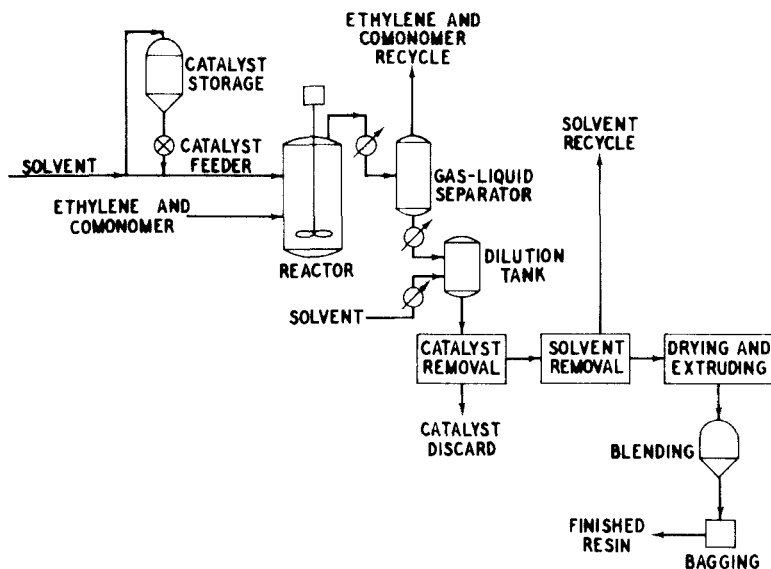 ETHYLENE AND
COMONOMER
RECYCLE
CATALYST
STORAGE
SOLVENT
RECYCLE
CATALYST
FEEDER
SOLVENT
GAS-LIQUID
SEPARATOR
ETHYLENE AND
COMONOMER
REACTOR
DILUTION
TANK
SOLVENT
CATALYST
REMOVAL
SOLVENT
REMOVAL
DRYING AND
EXTRUDING
CATALYST
DISCARD
BLENDING
FINISHED
RESIN
BAGGING